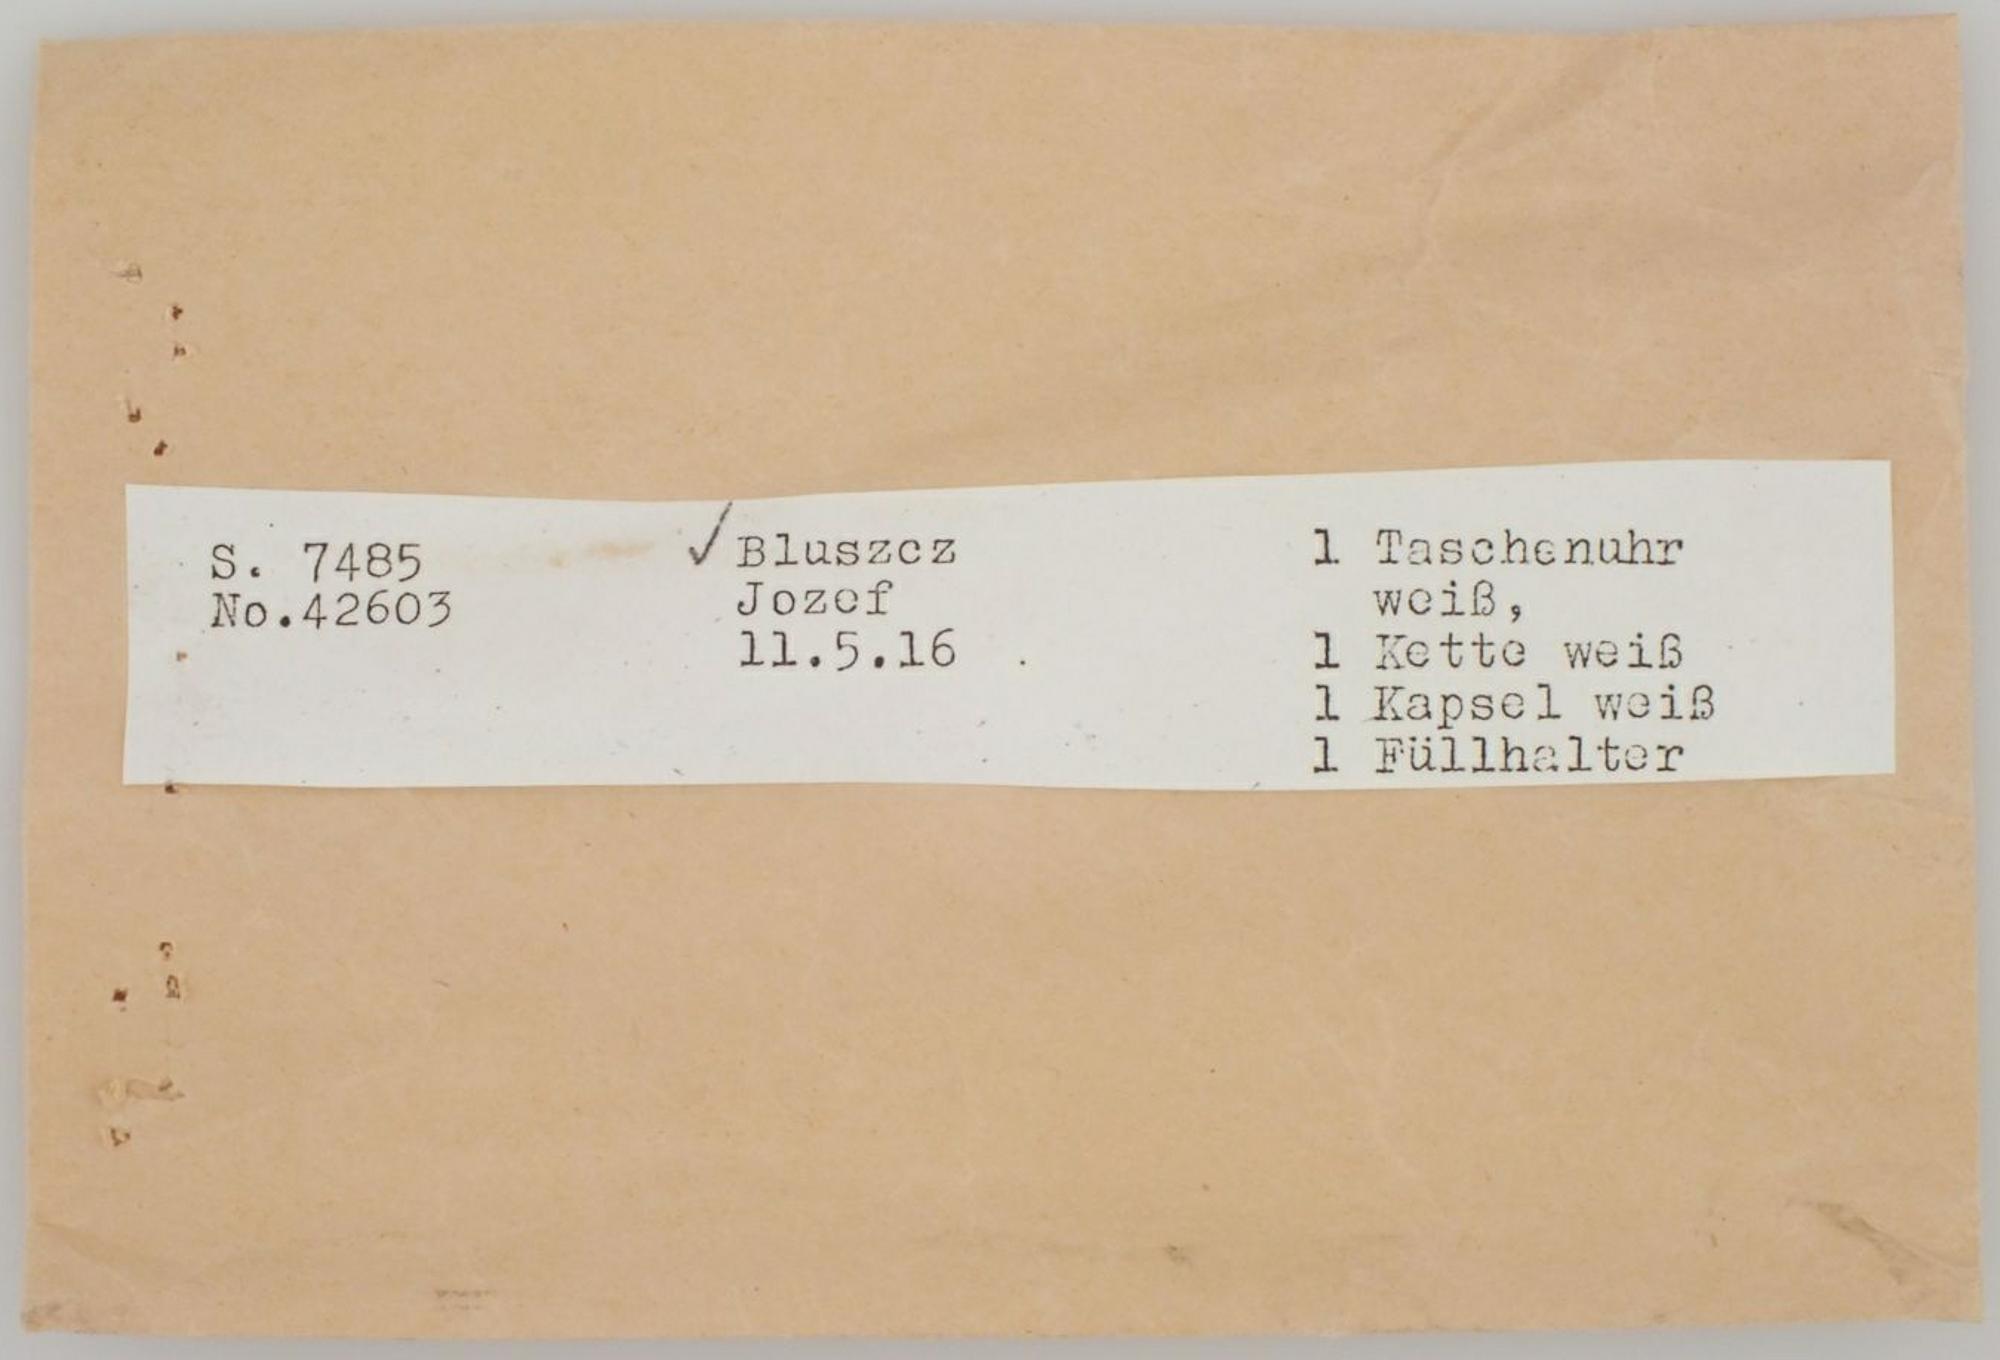 S. 7485
No.42603
✓Bluszcz
Jozef
11.5.16
1 Taschenuhr
weiß,
1 Kette weiß
1 Kapsel weiß
1 Füllhalter